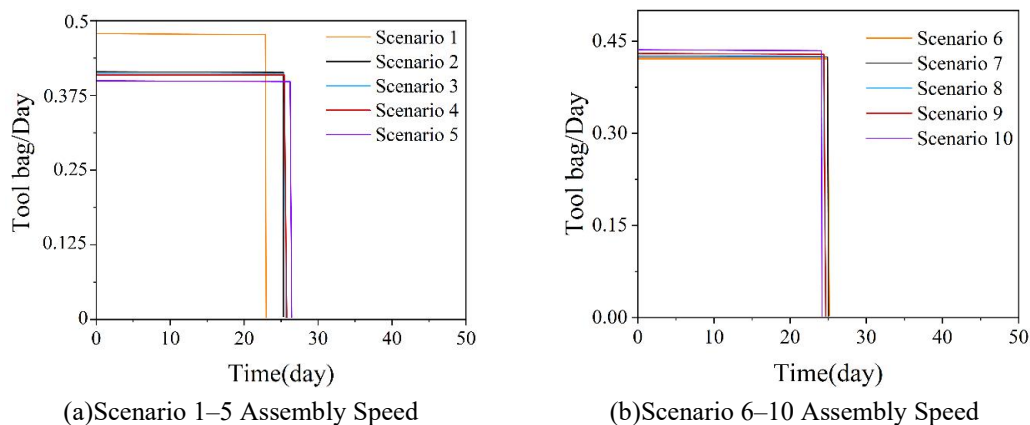 0.5
0.375
0.25
0.125
0
Tool bag/Day
Scenario 1
Scenario 2
Scenario 3
Scenario 4
Scenario 5
0 10 20 30 40 50
Time(day)
(a)Scenario 1–5 Assembly Speed
0.45
0.30
0.15
0.00
Tool bag/Day
Scenario 6
Scenario 7
Scenario 8
Scenario 9
Scenario 10
0 10 20 30 40 50
Time(day)
(b)Scenario 6–10 Assembly Speed